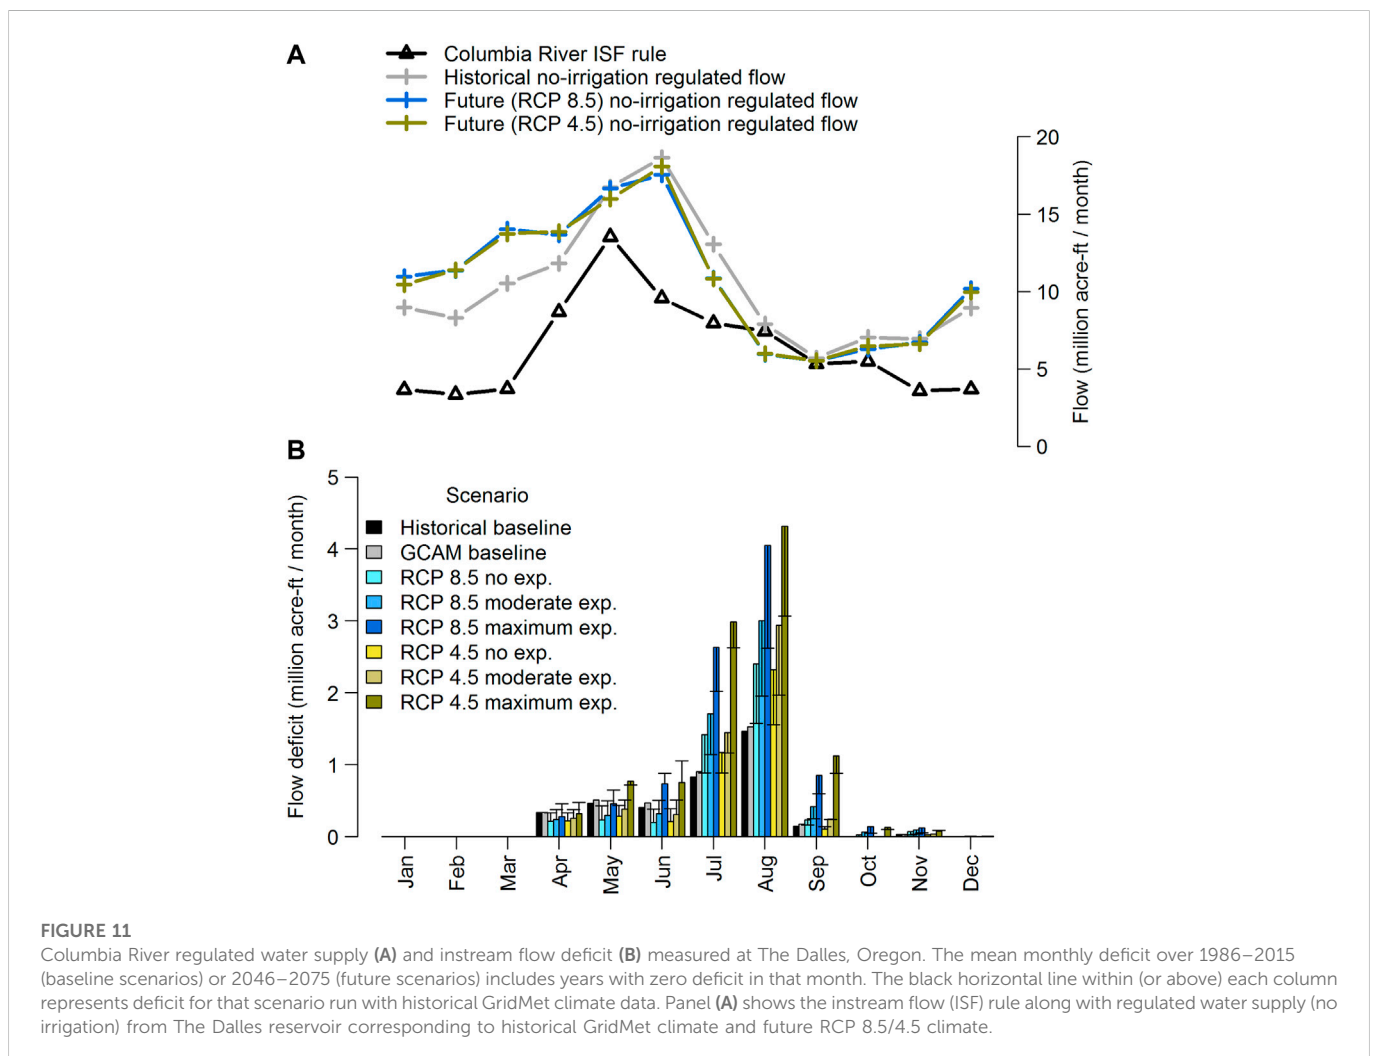 A
Columbia River ISF rule
Historical no-irrigation regulated flow
Future (RCP 8.5) no-irrigation regulated flow
Future (RCP 4.5) no-irrigation regulated flow
20
15
10
5
0
Flow (million acre-ft / month)
B
5
4
3
2
1
0
Flow deficit (million acre-ft / month)
Scenario
Historical baseline
GCAM baseline
RCP 8.5 no exp.
RCP 8.5 moderate exp.
RCP 8.5 maximum exp.
RCP 4.5 no exp.
RCP 4.5 moderate exp.
RCP 4.5 maximum exp.
Jan
Feb
Mar
Apr
May
Jun
Jul
Aug
Sep
Oct
Nov
Dec
FIGURE 11
Columbia River regulated water supply (A) and instream flow deficit (B) measured at The Dalles, Oregon. The mean monthly deficit over 1986–2015
(baseline scenarios) or 2046–2075 (future scenarios) includes years with zero deficit in that month. The black horizontal line within (or above) each column
represents deficit for that scenario run with historical GridMet climate data. Panel (A) shows the instream flow (ISF) rule along with regulated water supply (no
irrigation) from The Dalles reservoir corresponding to historical GridMet climate and future RCP 8.5/4.5 climate.